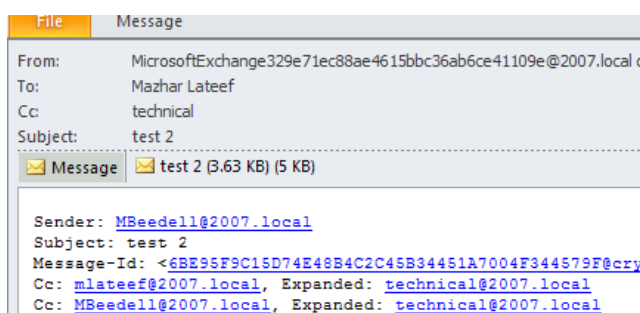 File Message
From: MicrosoftExchange329e71ec88ae4615bbc36ab6ce41109e@2007.local
To: Mazhar Lateef
Cc: technical
Subject: test 2
Message test 2 (3.63 KB) (5 KB)
Sender: MBeedell@2007.local
Subject: test 2
Message-Id: <6BE95F9C15D74E48B4C2C45B34451A7004F344579F@cry
Cc: mlateef@2007.local, Expanded: technical@2007.local
Cc: MBeedell@2007.local, Expanded: technical@2007.local